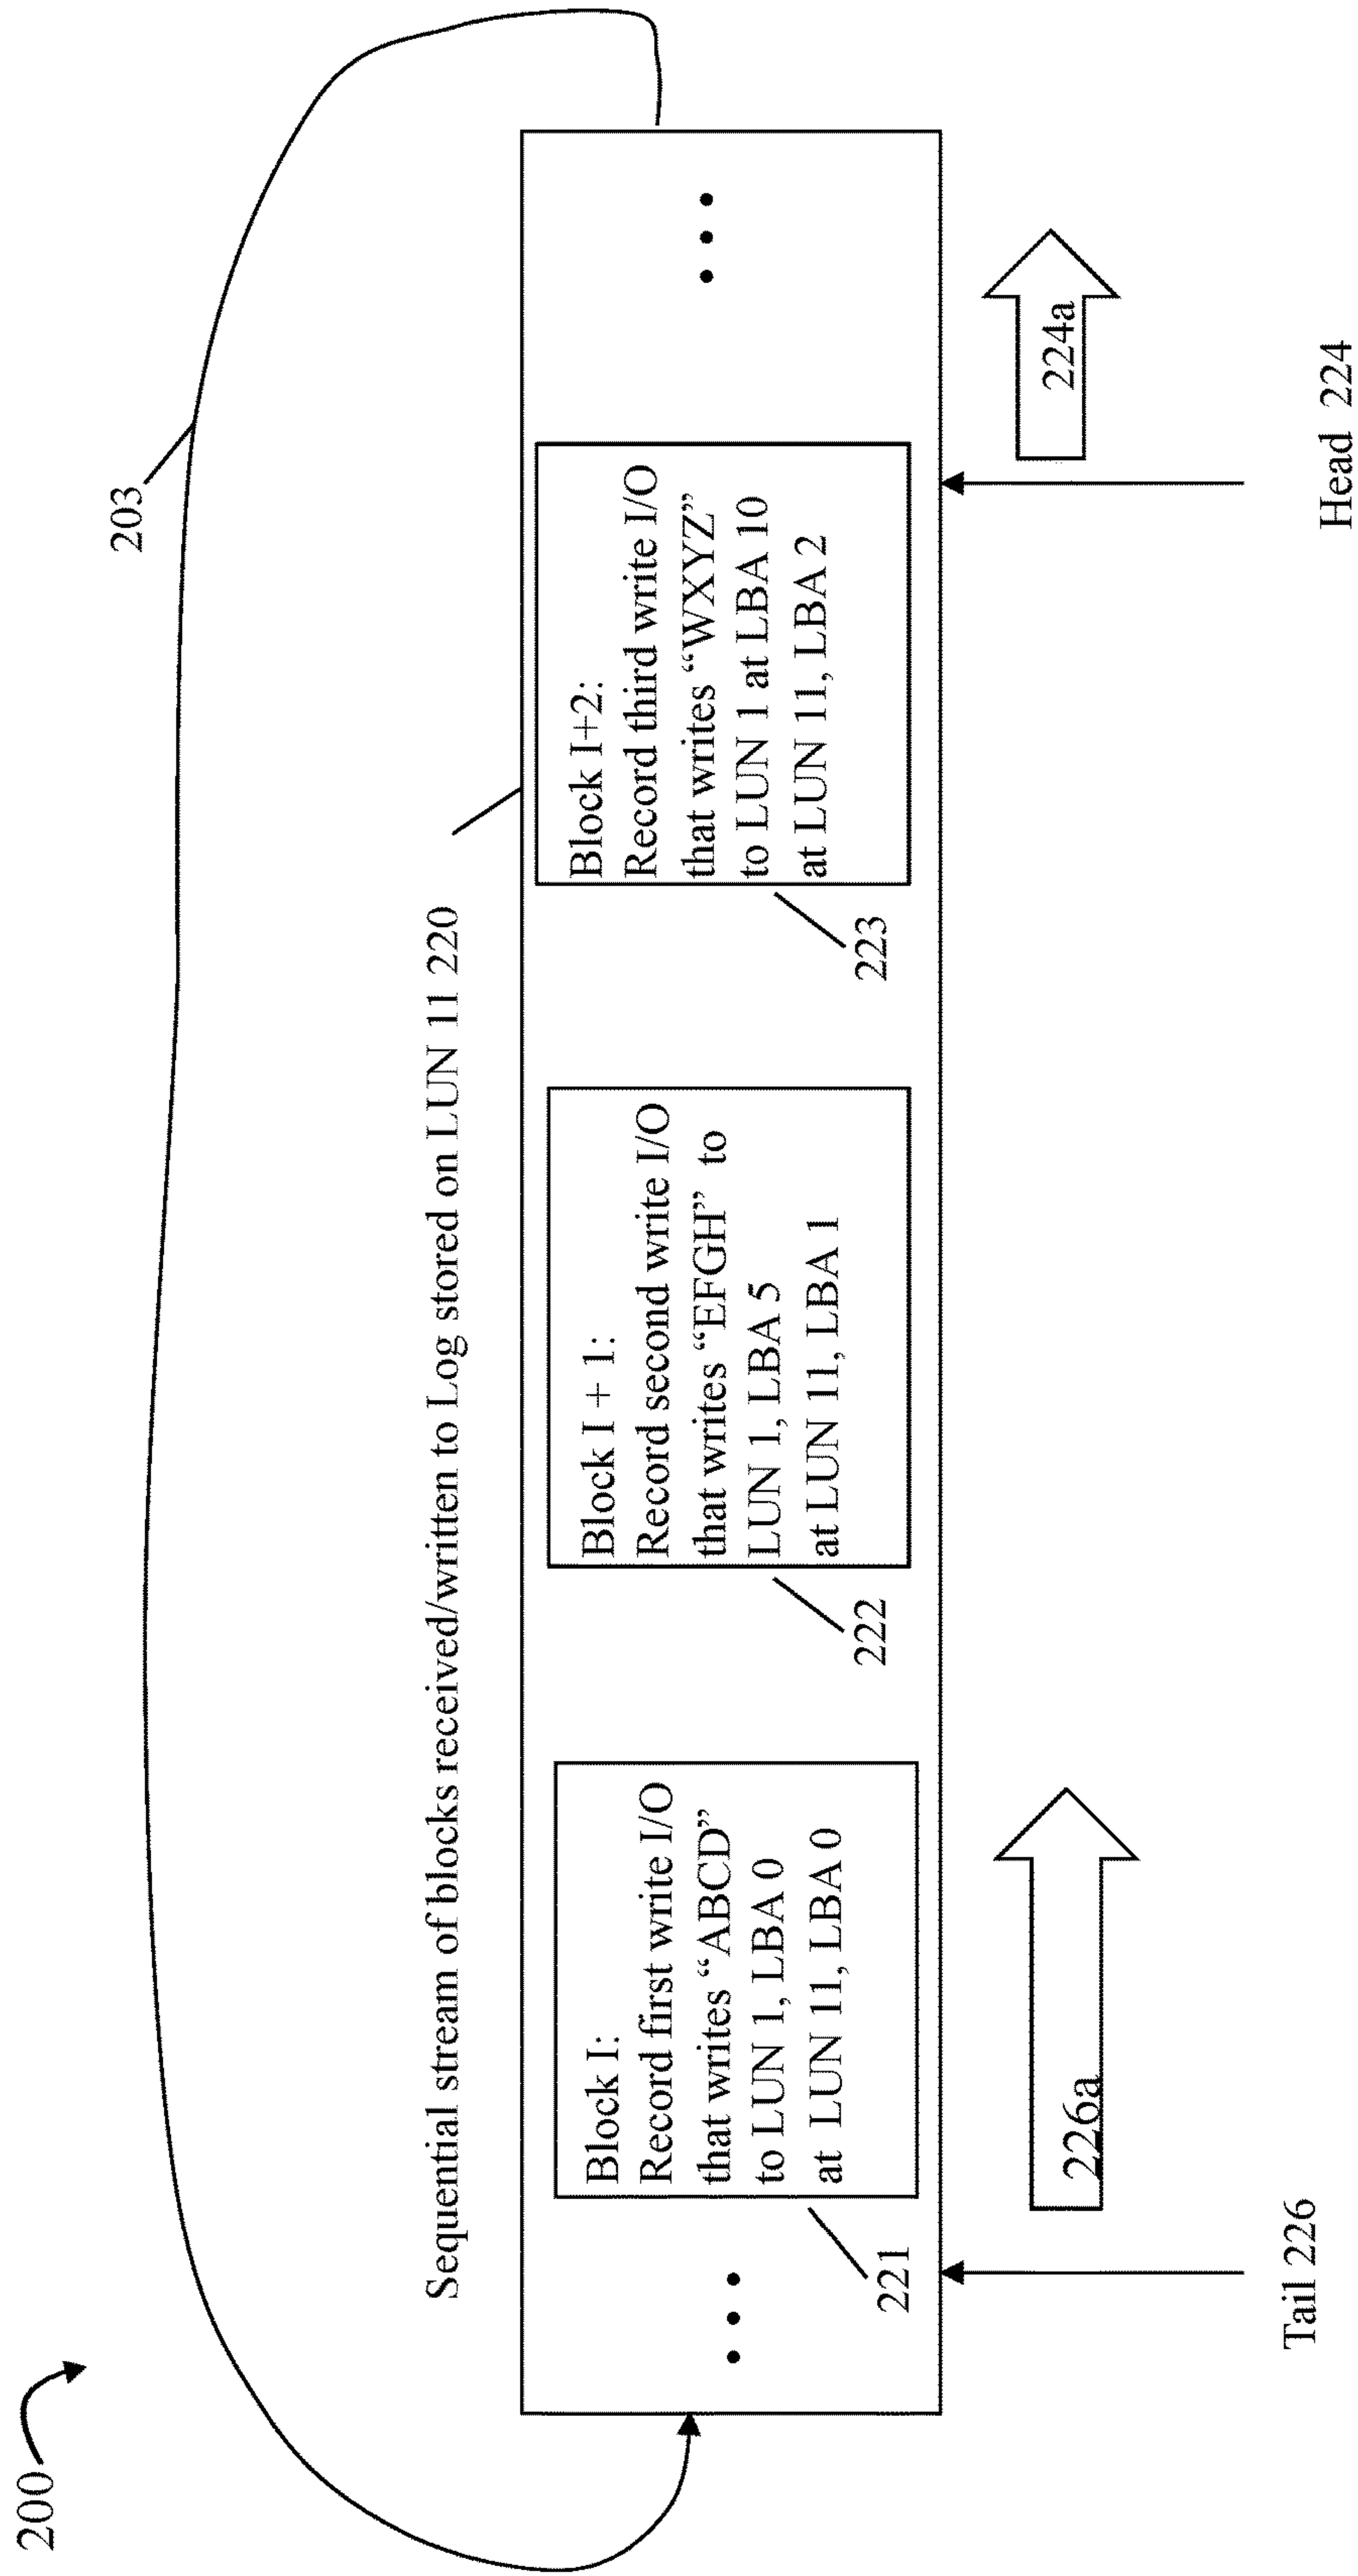 200
203
Sequential stream of blocks received/written to Log stored on LUN 11 220
Block I:
Record first write I/O
that writes “ABCD”
to LUN 1, LBA 0
at LUN 11, LBA 0
221
Block I + 1:
Record second write I/O
that writes “EFGH” to
LUN 1, LBA 5
at LUN 11, LBA 1
222
Block I+2:
Record third write I/O
that writes “WXYZ”
to LUN 1 at LBA 10
at LUN 11, LBA 2
223
226a
224a
Tail 226
Head 224